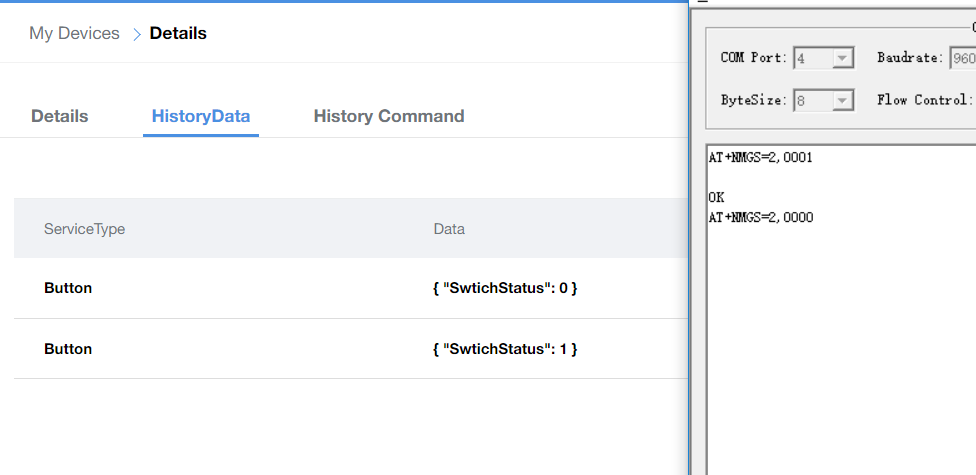 My Devices > Details
Details HistoryData History Command
ServiceType Data
Button { "SwtichStatus": 0 }
Button { "SwtichStatus": 1 }
COM Port: 4 Baudrate: 960
ByteSize: 8 Flow Control:
AT+NMGS=2,0001
OK
AT+NMGS=2,0000